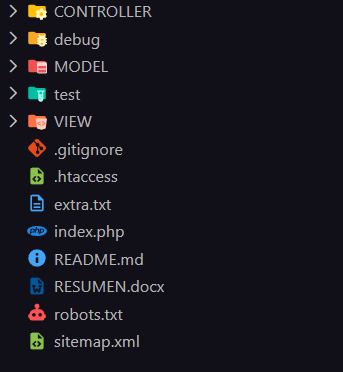 CONTROLLER
debug
MODEL
test
VIEW
.gitignore
.htaccess
extra.txt
index.php
README.md
RESUMEN.docx
robots.txt
sitemap.xml